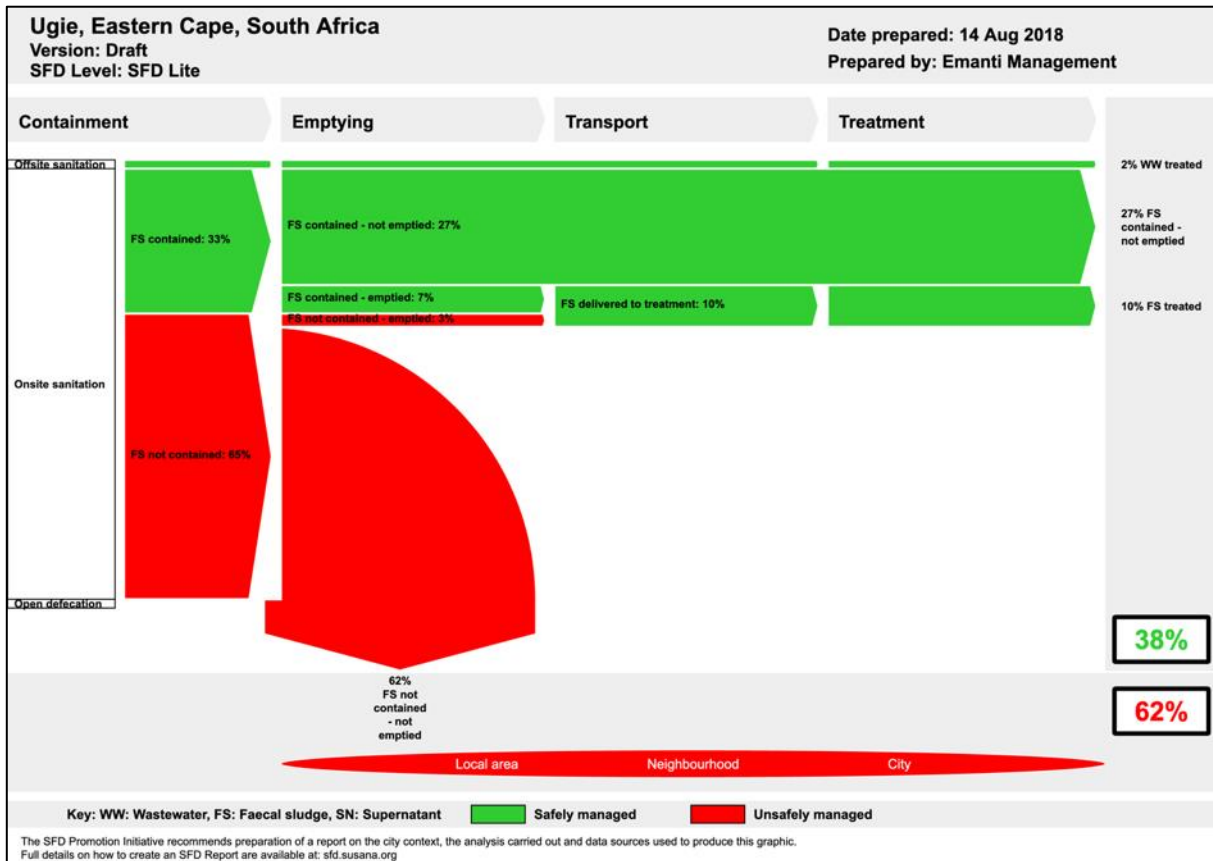 Ugie, Eastern Cape, South Africa
Version: Draft
SFD Level: SFD Lite
Date prepared: 14 Aug 2018
Prepared by: Emanti Management
Containment
Emptying
Transport
Treatment
Offsite sanitation
2% WW treated
FS contained: 33%
FS contained - not emptied: 27%
27% FS
contained -
not emptied
FS contained - emptied: 7%
FS delivered to treatment: 10%
10% FS treated
FS not contained - emptied: 3%
Onsite sanitation
FS not contained: 65%
Open defecation
38%
62%
FS not
contained
- not
emptied
62%
Local area
Neighbourhood
City
Key: WW: Wastewater, FS: Faecal sludge, SN: Supernatant
Safely managed
Unsafely managed
The SFD Promotion Initiative recommends preparation of a report on the city context, the analysis carried out and data sources used to produce this graphic.
Full details on how to create an SFD Report are available at: sfd.susana.org